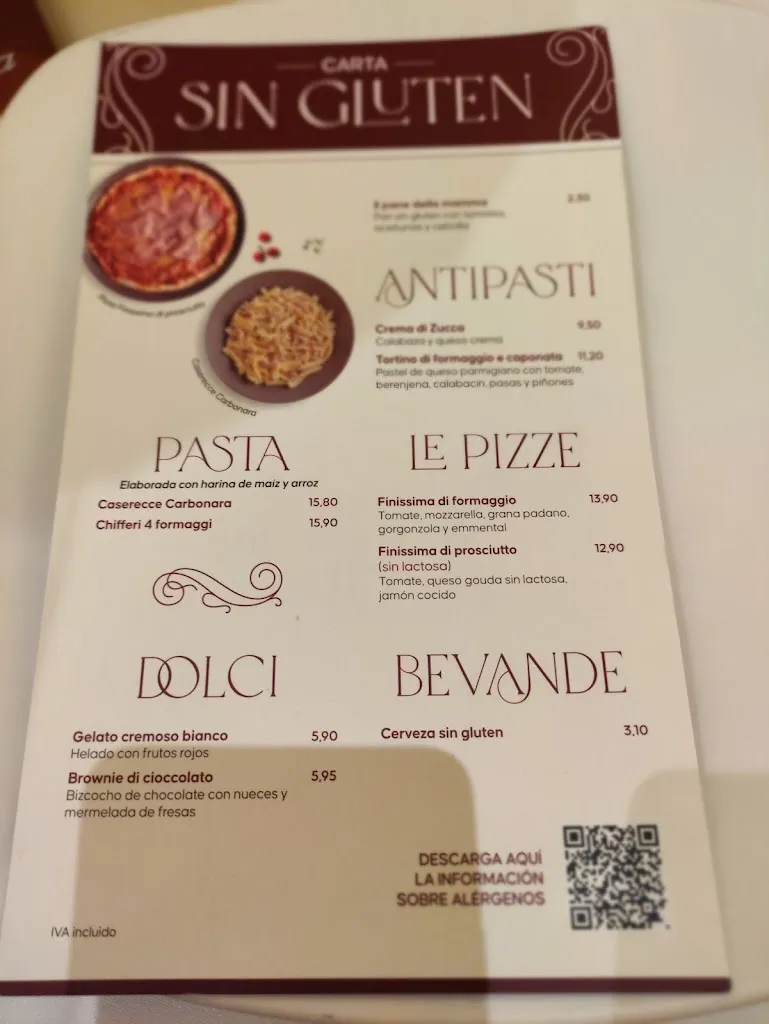 CARTA
SIN GLUTEN
Il pane della mamma 2,50
Pan sin gluten con tomate,
aceitunas y cebolla
Pizza Finissima di prosciutto
Caserecce Carbonara
ANTIPASTI
Crema di Zucca 9,50
Calabaza y queso crema
Tortino di formaggio e caponata 11,20
Pastel de queso parmigiano con tomate,
berenjena, calabacín, pasas y piñones
PASTA
Elaborada con harina de maíz y arroz
Caserecce Carbonara 15,80
Chifferi 4 formaggi 15,90
LE PIZZE
Finissima di formaggio 13,90
Tomate, mozzarella, grana padano,
gorgonzola y emmental
Finissima di prosciutto 12,90
(sin lactosa)
Tomate, queso gouda sin lactosa,
jamón cocido
DOLCI
Gelato cremoso bianco 5,90
Helado con frutos rojos
Brownie di cioccolato 5,95
Bizcocho de chocolate con nueces y
mermelada de fresas
BEVANDE
Cerveza sin gluten 3,10
DESCARGA AQUÍ
LA INFORMACIÓN
SOBRE ALÉRGENOS
IVA incluido